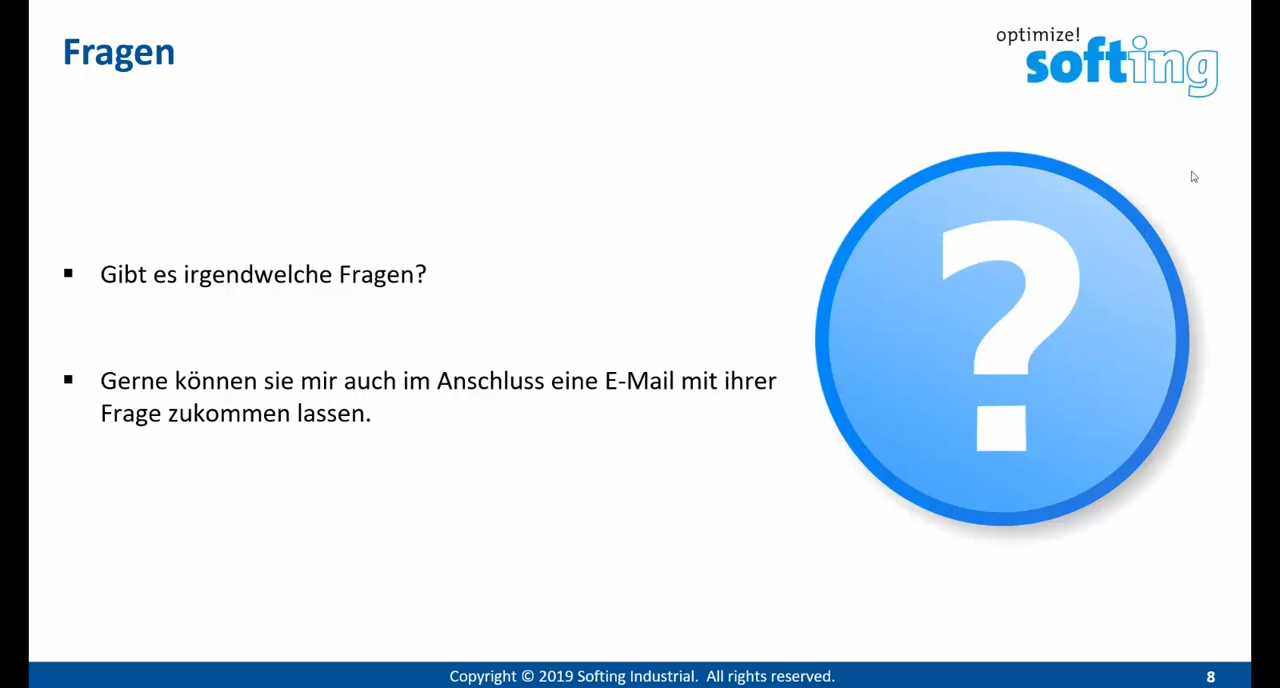 Fragen
optimize!
softing
Gibt es irgendwelche Fragen?
Gerne können sie mir auch im Anschluss eine E-Mail mit ihrer
Frage zukommen lassen.
?
Copyright © 2019 Softing Industrial. All rights reserved.
8